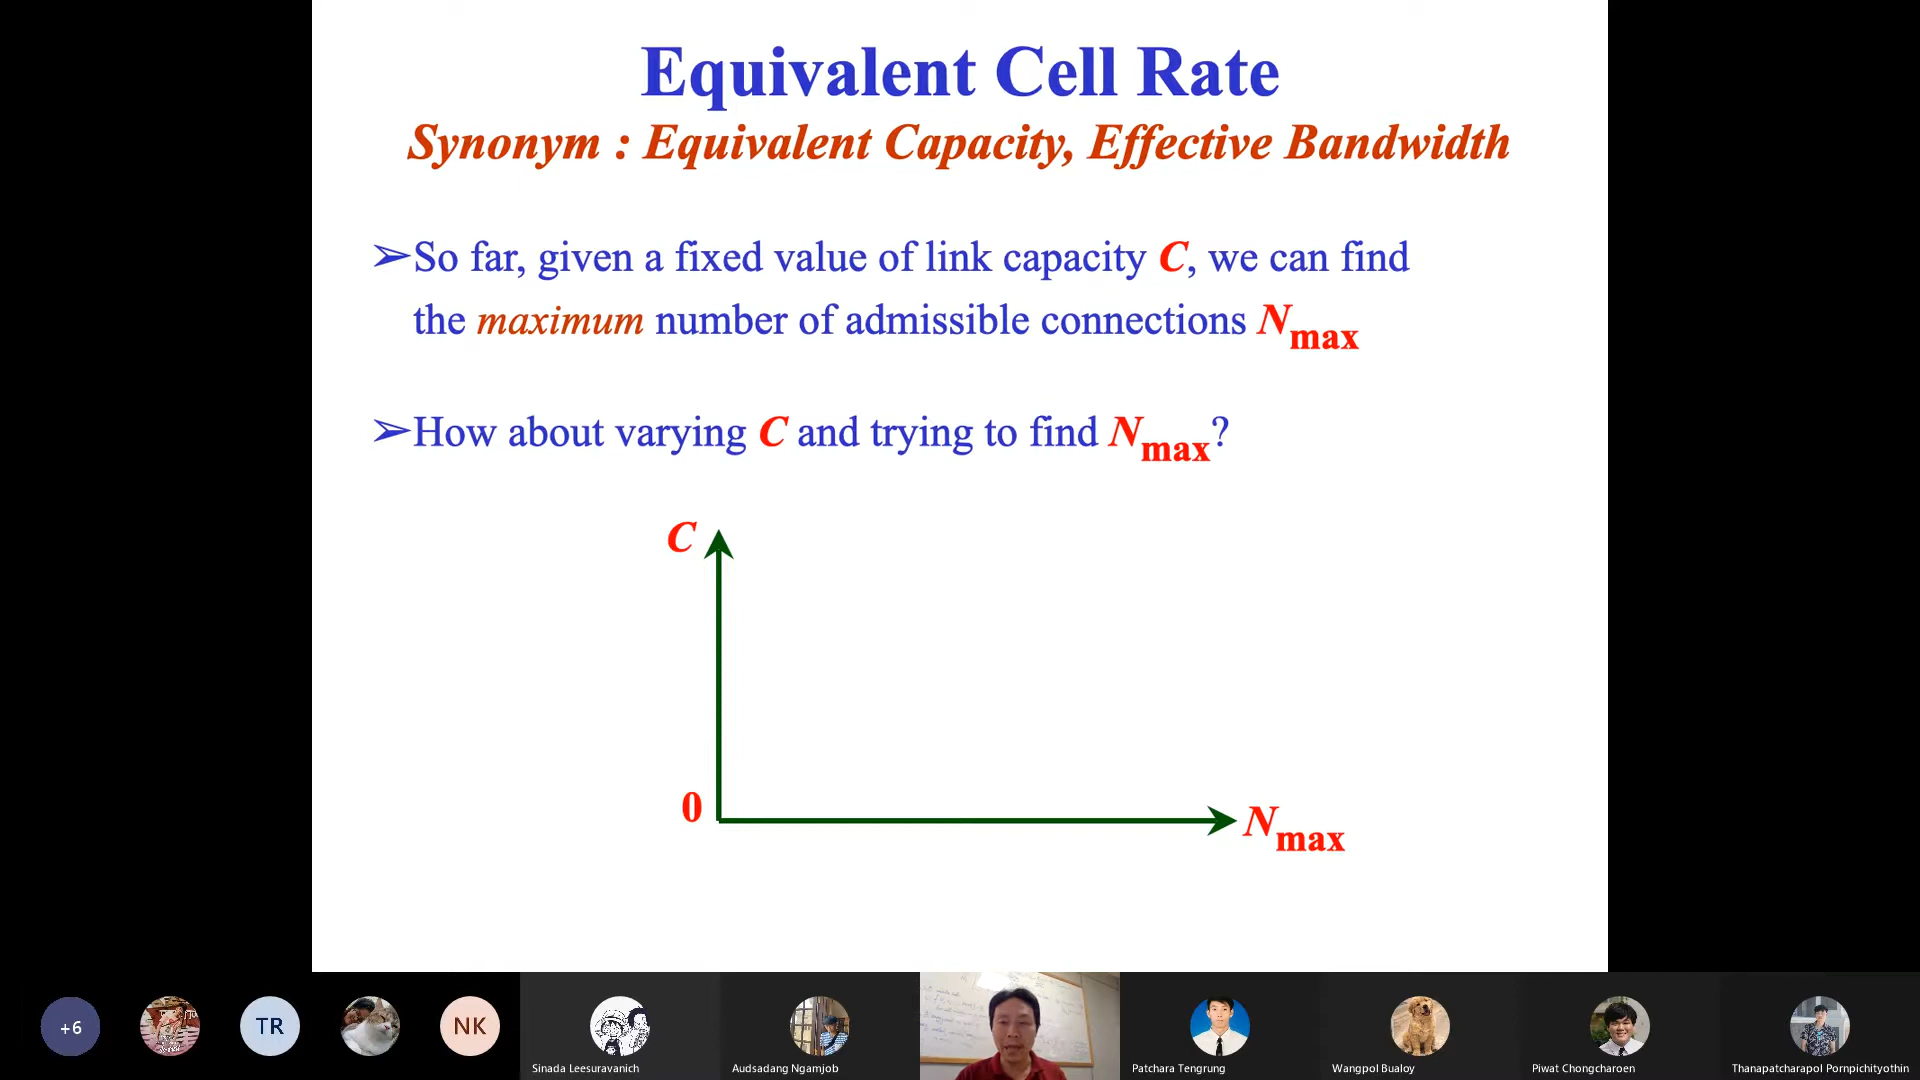 Equivalent Cell Rate
Synonym : Equivalent Capacity, Effective Bandwidth
➢So far, given a fixed value of link capacity C, we can find
the maximum number of admissible connections Nmax
➢How about varying C and trying to find Nmax?
C
0
Nmax
+6
TR
NK
Sinada Leesuravanich
Audsadang Ngamjob
Patchara Tengrung
Wangpol Bualoy
Piwat Chongcharoen
Thanapatcharapol Pornpichityothin